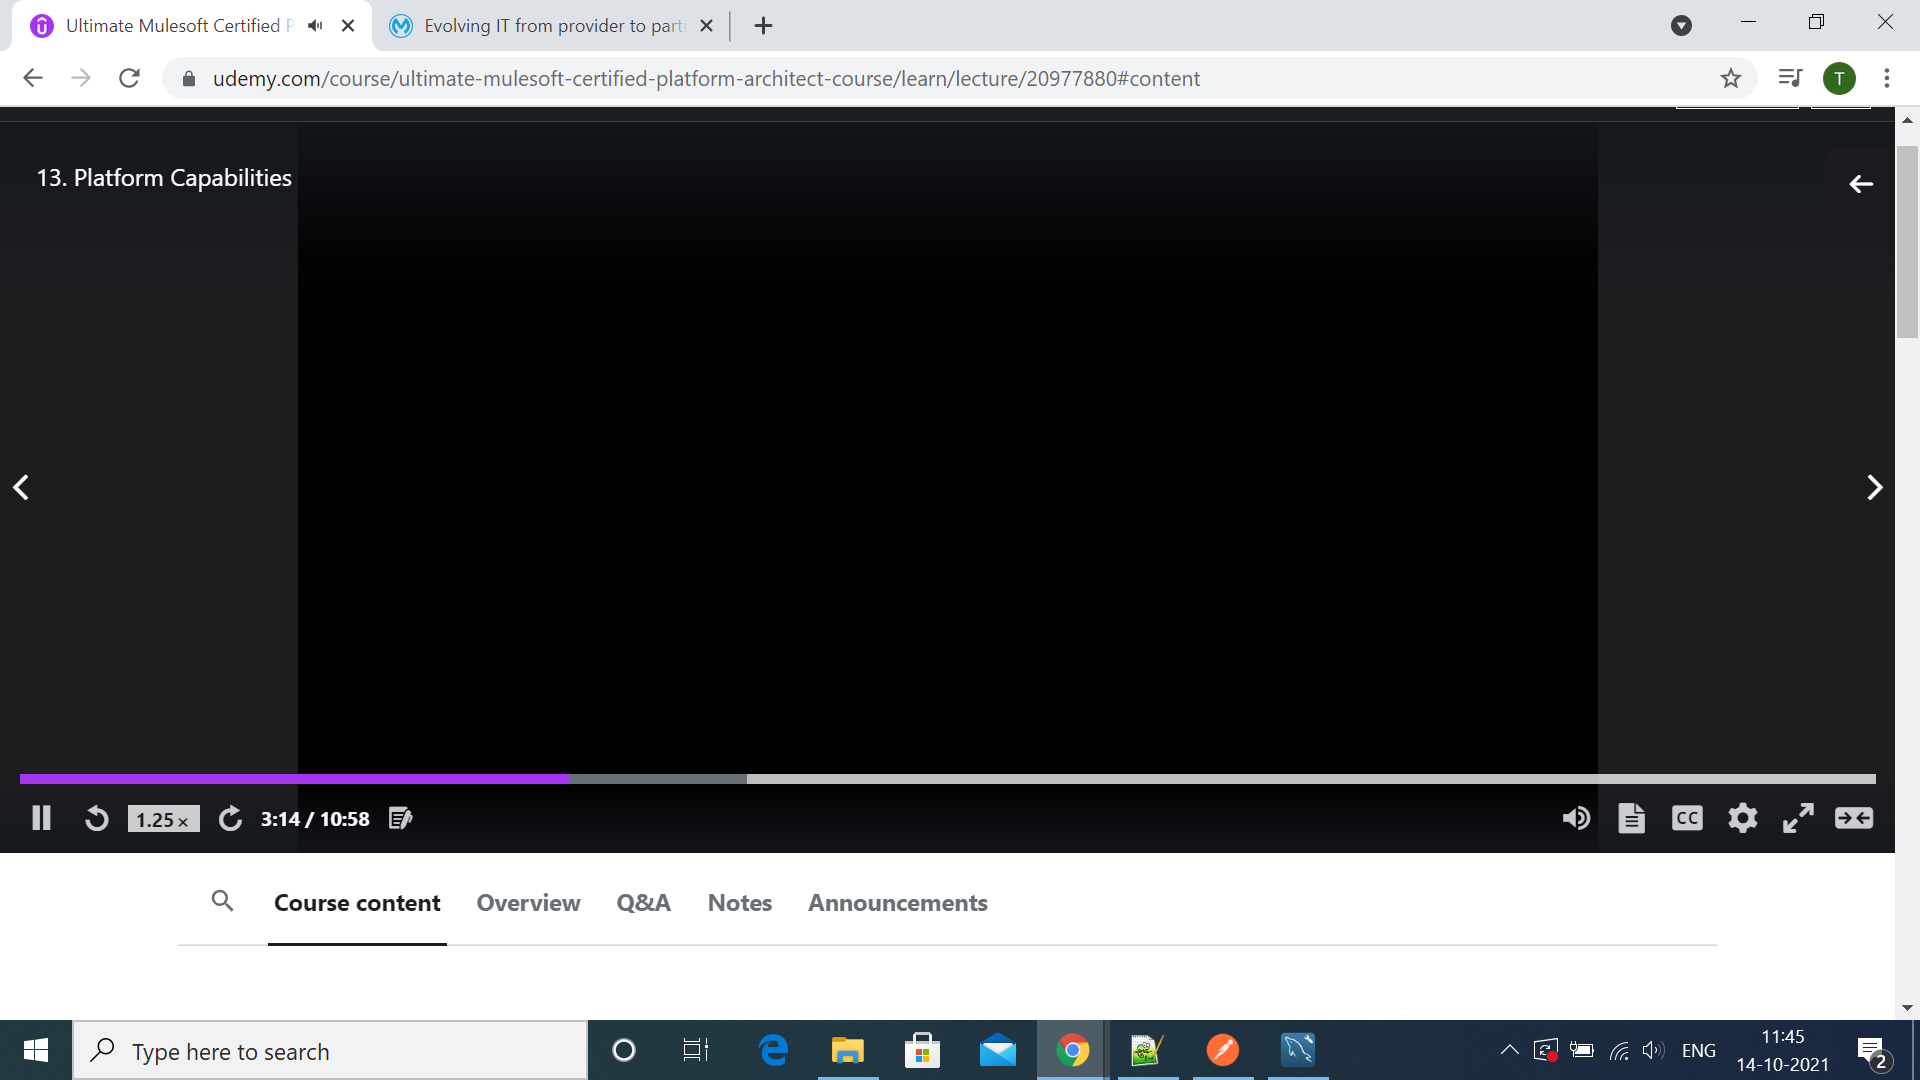 Ultimate Mulesoft Certified P
Evolving IT from provider to part
udemy.com/course/ultimate-mulesoft-certified-platform-architect-course/learn/lecture/20977880#content
T
13. Platform Capabilities
1.25×
3:14 / 10:58
CC
Course content
Overview
Q&A
Notes
Announcements
Type here to search
ENG
11:45
14-10-2021
2